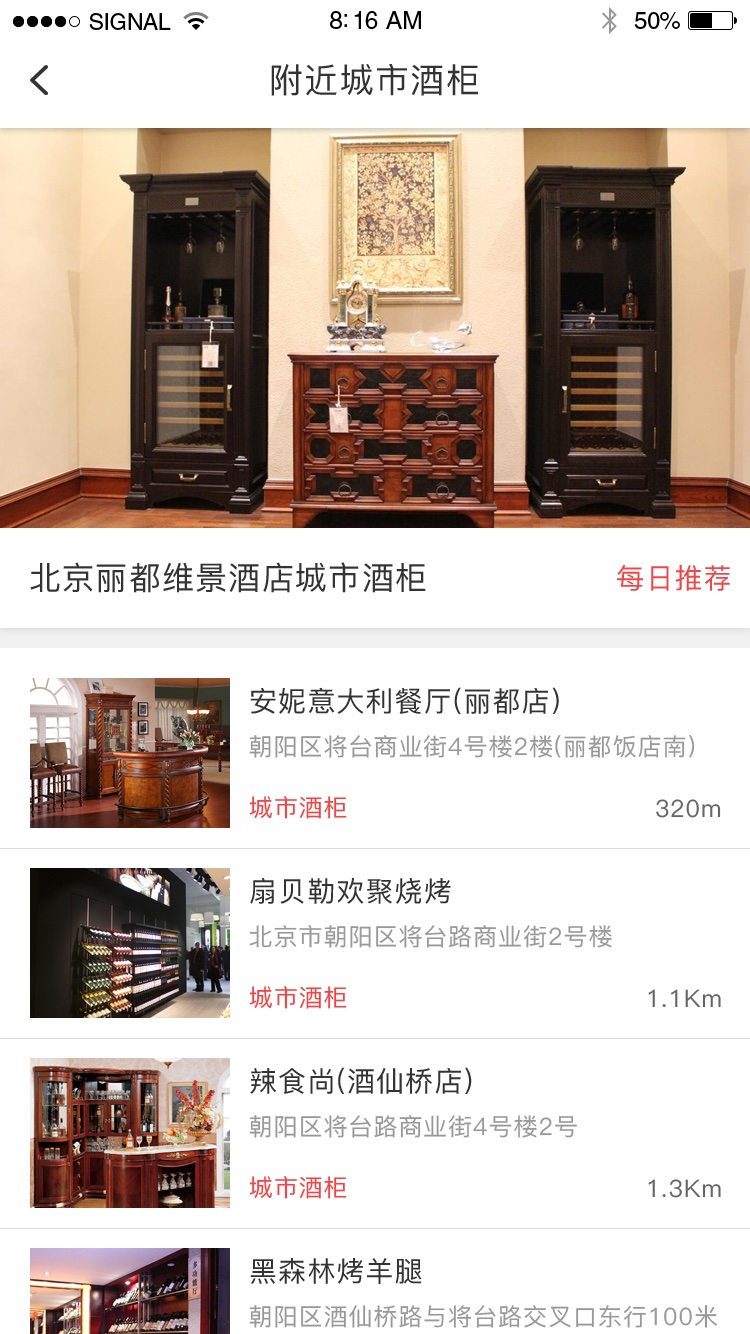 SIGNAL 8:16 AM 50%
附近城市酒柜
北京丽都维景酒店城市酒柜 每日推荐
安妮意大利餐厅(丽都店)
朝阳区将台商业街4号楼2楼(丽都饭店南)
城市酒柜 320m
扇贝勒欢聚烧烤
北京市朝阳区将台路商业街2号楼
城市酒柜 1.1Km
辣食尚(酒仙桥店)
朝阳区将台路商业街4号楼2号
城市酒柜 1.3Km
黑森林烤羊腿
朝阳区酒仙桥路与将台路交叉口东行100米